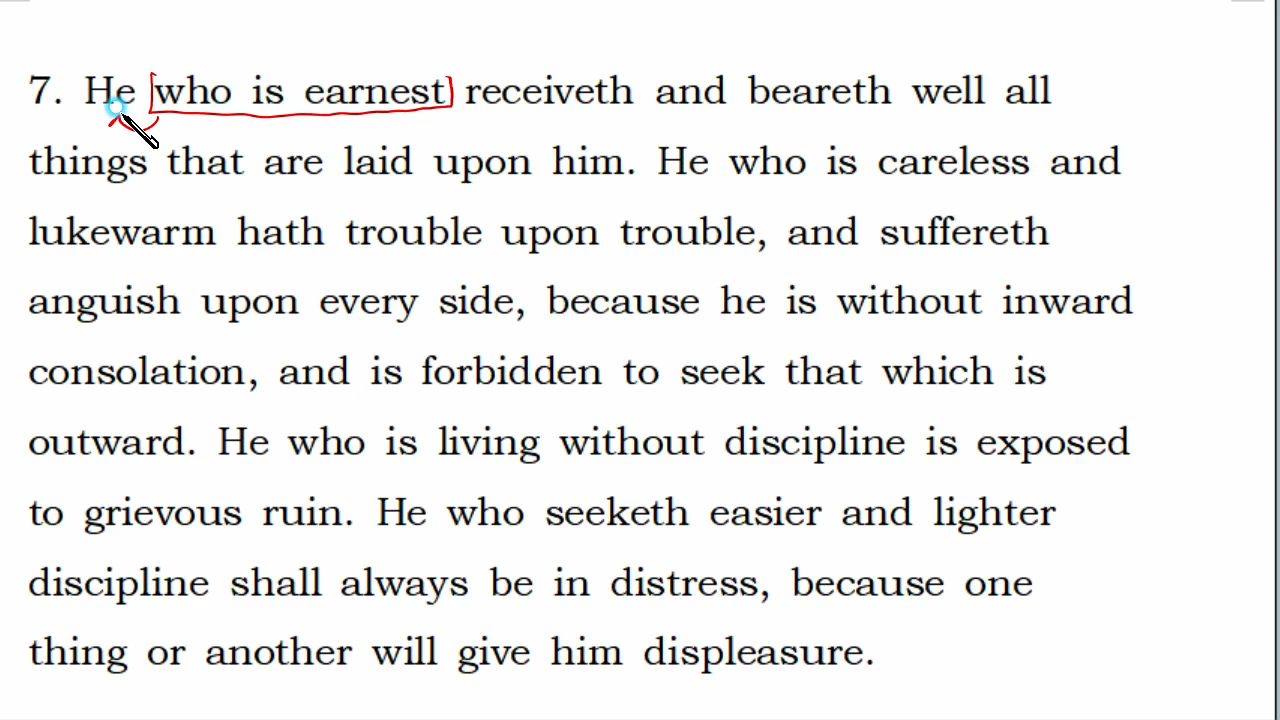 7. He who is earnest receiveth and beareth well all
things that are laid upon him. He who is careless and
lukewarm hath trouble upon trouble, and suffereth
anguish upon every side, because he is without inward
consolation, and is forbidden to seek that which is
outward. He who is living without discipline is exposed
to grievous ruin. He who seeketh easier and lighter
discipline shall always be in distress, because one
thing or another will give him displeasure.